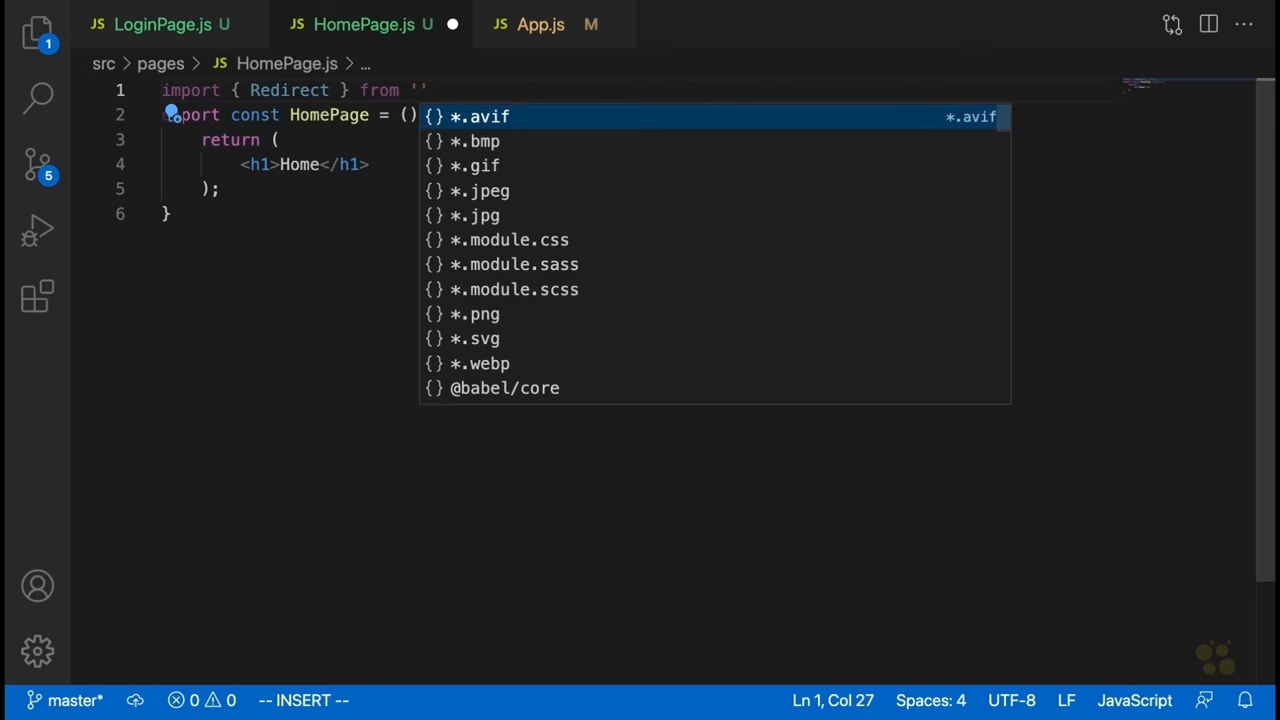 1
JS LoginPage.js U
JS HomePage.js U
JS App.js M
src > pages > JS HomePage.js > ...
1 import { Redirect } from ''
2 port const HomePage = ()
3 return (
4 <h1>Home</h1>
5 );
6 }
{} *.avif *.avif
{} *.bmp
{} *.gif
{} *.jpeg
{} *.jpg
{} *.module.css
{} *.module.sass
{} *.module.scss
{} *.png
{} *.svg
{} *.webp
{} @babel/core
5
master* 0 0 -- INSERT -- Ln 1, Col 27 Spaces: 4 UTF-8 LF JavaScript